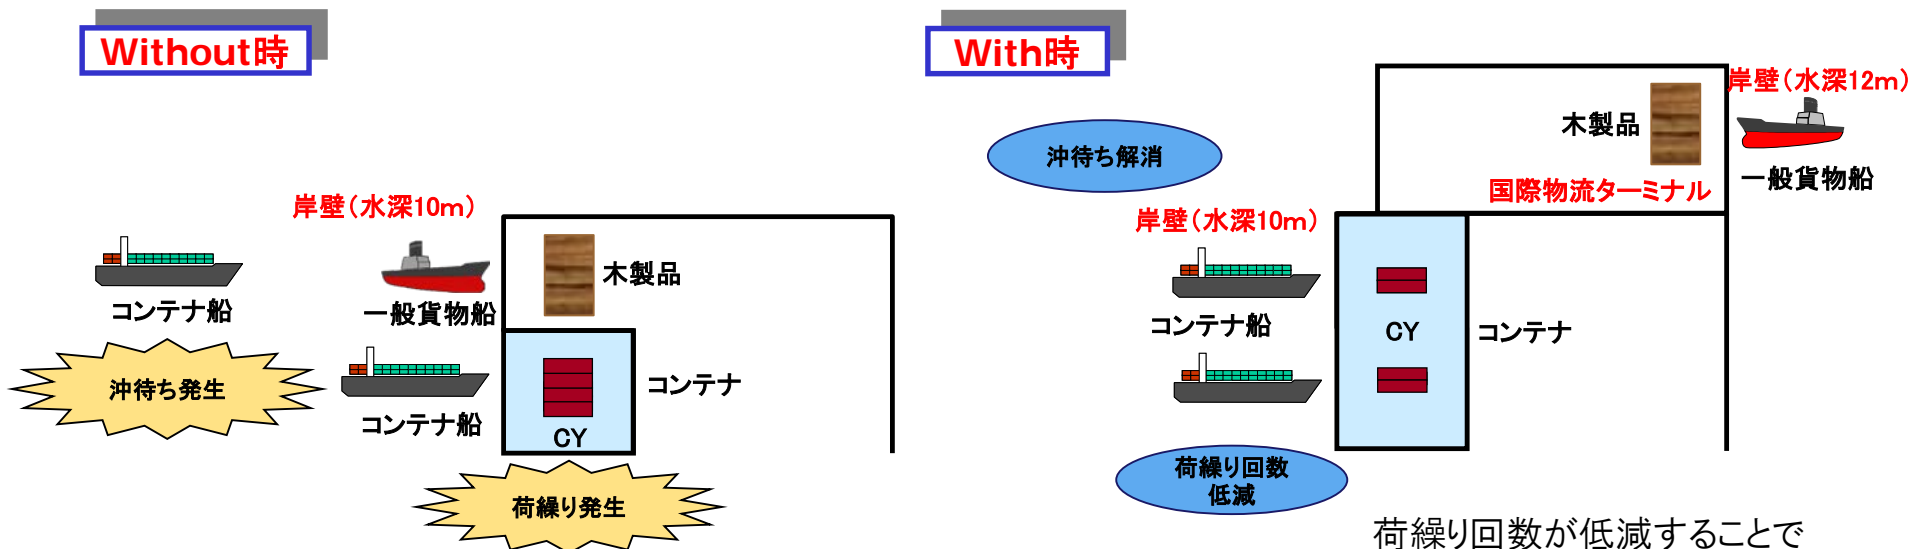 Without時
岸壁（水深10m）
コンテナ船
一般貨物船
木製品
沖待ち発生
コンテナ
コンテナ船
CY
荷繰り発生
With時
岸壁（水深12m）
木製品
沖待ち解消
一般貨物船
国際物流ターミナル
岸壁（水深10m）
コンテナ船
CY
コンテナ
荷繰り回数
低減
荷繰り回数が低減することで